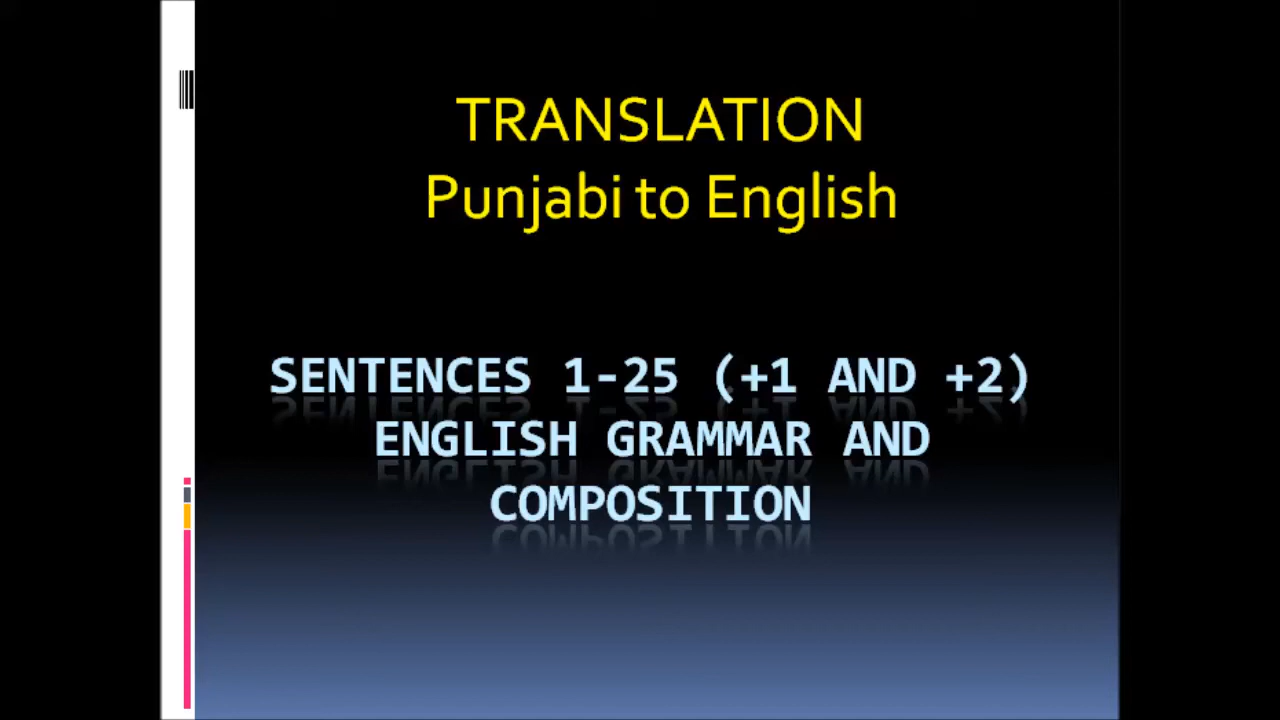 TRANSLATION
Punjabi to English
SENTENCES 1-25 (+1 AND +2)
ENGLISH GRAMMAR AND
COMPOSITION